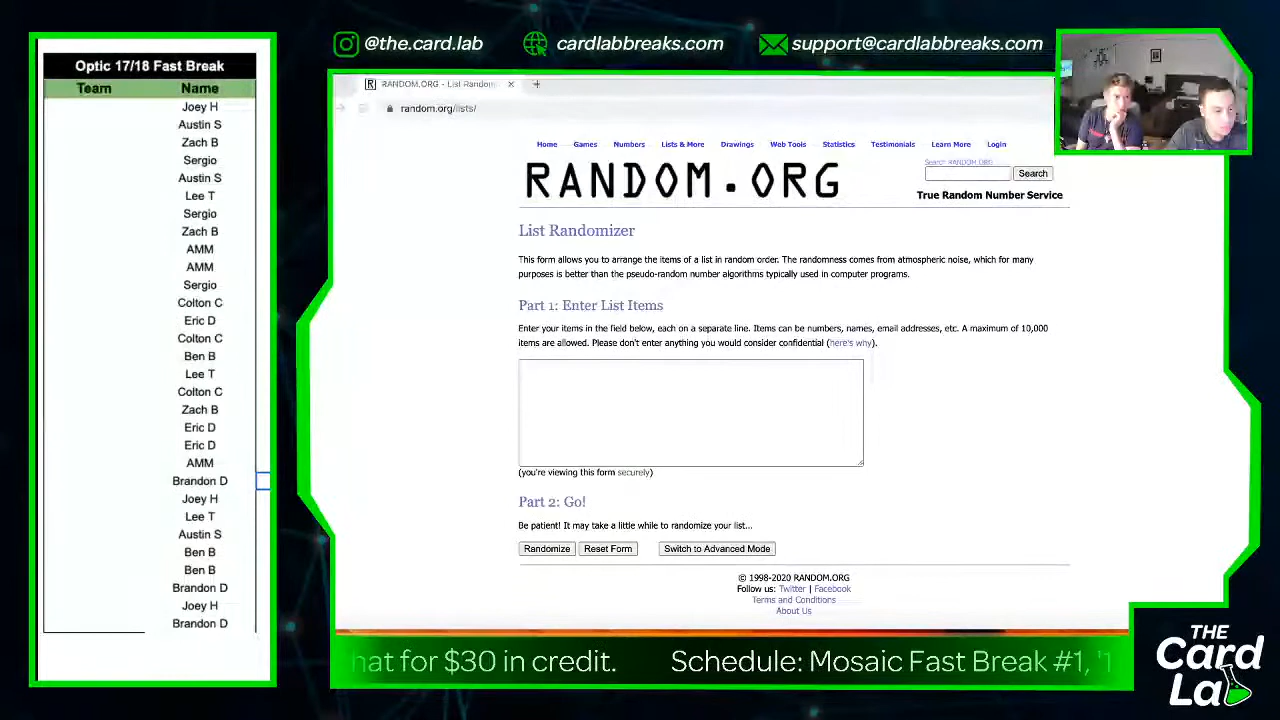 @the.card.lab
cardlabbreaks.com
support@cardlabbreaks.com
Optic 17/18 Fast Break
Team Name
Joey H
Austin S
Zach B
Sergio
Austin S
Lee T
Sergio
Zach B
AMM
AMM
Sergio
Colton C
Eric D
Colton C
Ben B
Lee T
Colton C
Zach B
Eric D
Eric D
AMM
Brandon D
Joey H
Lee T
Austin S
Ben B
Ben B
Brandon D
Joey H
Brandon D
RANDOM.ORG - List Random
random.org/lists/
Home Games Numbers Lists & More Drawings Web Tools Statistics Testimonials Learn More Login
RANDOM.ORG
Search RANDOM.ORG
Search
True Random Number Service
List Randomizer
This form allows you to arrange the items of a list in random order. The randomness comes from atmospheric noise, which for many
purposes is better than the pseudo-random number algorithms typically used in computer programs.
Part 1: Enter List Items
Enter your items in the field below, each on a separate line. Items can be numbers, names, email addresses, etc. A maximum of 10,000
items are allowed. Please don't enter anything you would consider confidential (here's why).
(you're viewing this form securely)
Part 2: Go!
Be patient! It may take a little while to randomize your list...
Randomize Reset Form Switch to Advanced Mode
© 1998-2020 RANDOM.ORG
Follow us: Twitter | Facebook
Terms and Conditions
About Us
hat for $30 in credit. Schedule: Mosaic Fast Break #1, '1
THE
Card
Lab